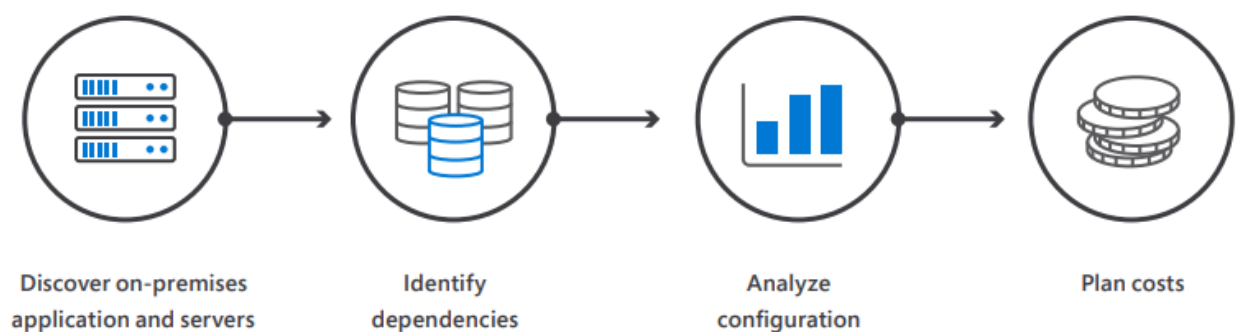 Discover on-premises
application and servers
Identify
dependencies
Analyze
configuration
Plan costs